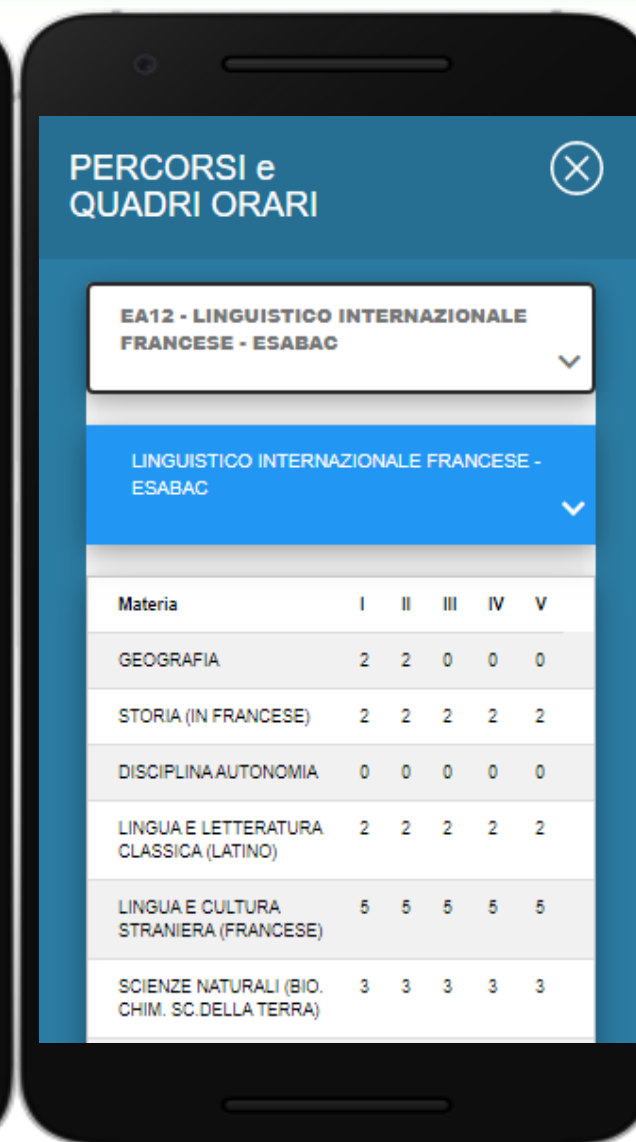 PERCORSI e
QUADRI ORARI
EA12 - LINGUISTICO INTERNAZIONALE
FRANCESE - ESABAC
LINGUISTICO INTERNAZIONALE FRANCESE -
ESABAC
Materia I II III IV V
GEOGRAFIA 2 2 0 0 0
STORIA (IN FRANCESE) 2 2 2 2 2
DISCIPLINA AUTONOMIA 0 0 0 0 0
LINGUA E LETTERATURA 2 2 2 2 2
CLASSICA (LATINO)
LINGUA E CULTURA 5 5 5 5 5
STRANIERA (FRANCESE)
SCIENZE NATURALI (BIO. 3 3 3 3 3
CHIM. SC.DELLA TERRA)